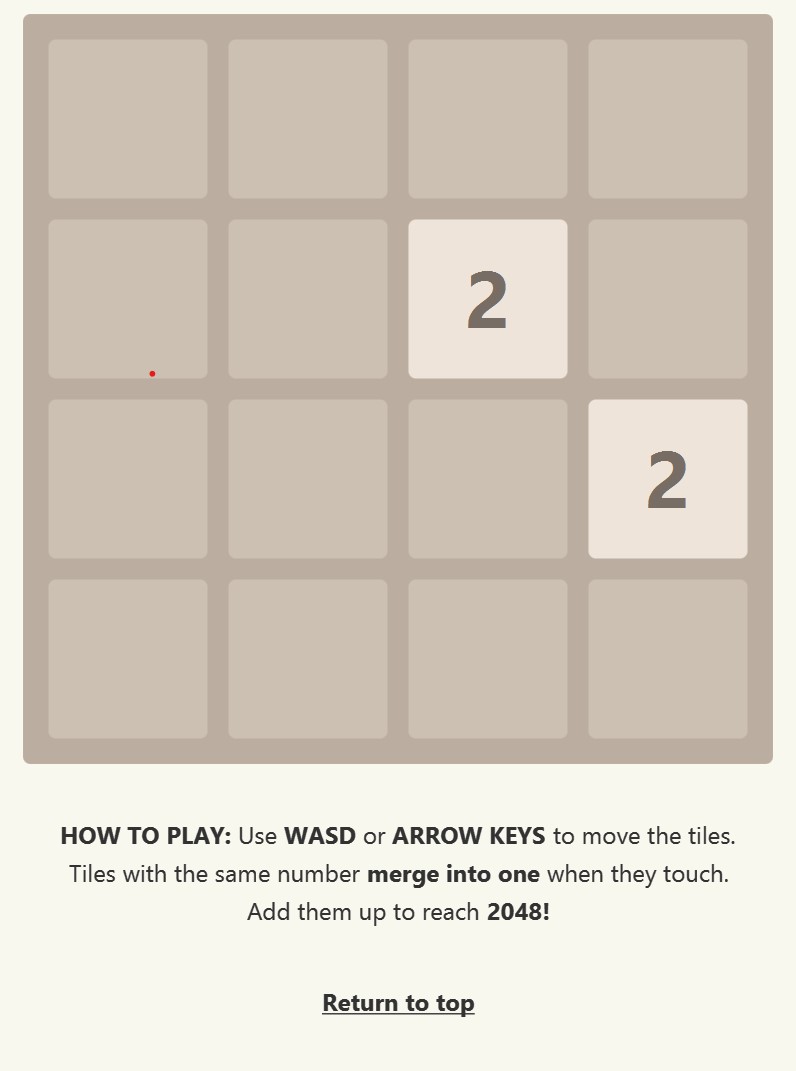 2
2
HOW TO PLAY: Use WASD or ARROW KEYS to move the tiles.
Tiles with the same number merge into one when they touch.
Add them up to reach 2048!
Return to top